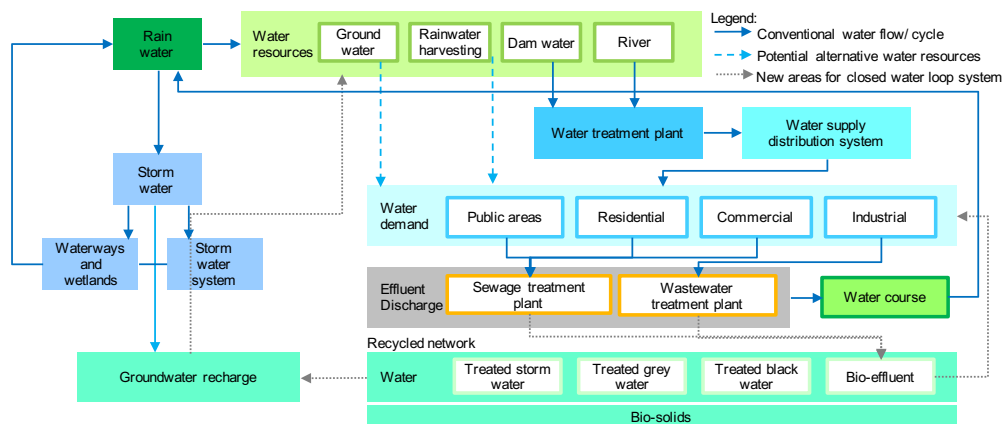 Legend:
Conventional water flow/ cycle
Potential alternative water resources
New areas for closed water loop system
Rain
water
Water
resources
Ground
water
Rainwater
harvesting
Dam water
River
Water treatment plant
Water supply
distribution system
Storm
water
Water
demand
Public areas
Residential
Commercial
Industrial
Waterways
and
wetlands
Storm
water
system
Effluent
Discharge
Sewage treatment
plant
Wastewater
treatment plant
Water course
Recycled network
Groundwater recharge
Water
Treated storm
water
Treated grey
water
Treated black
water
Bio-effluent
Bio-solids